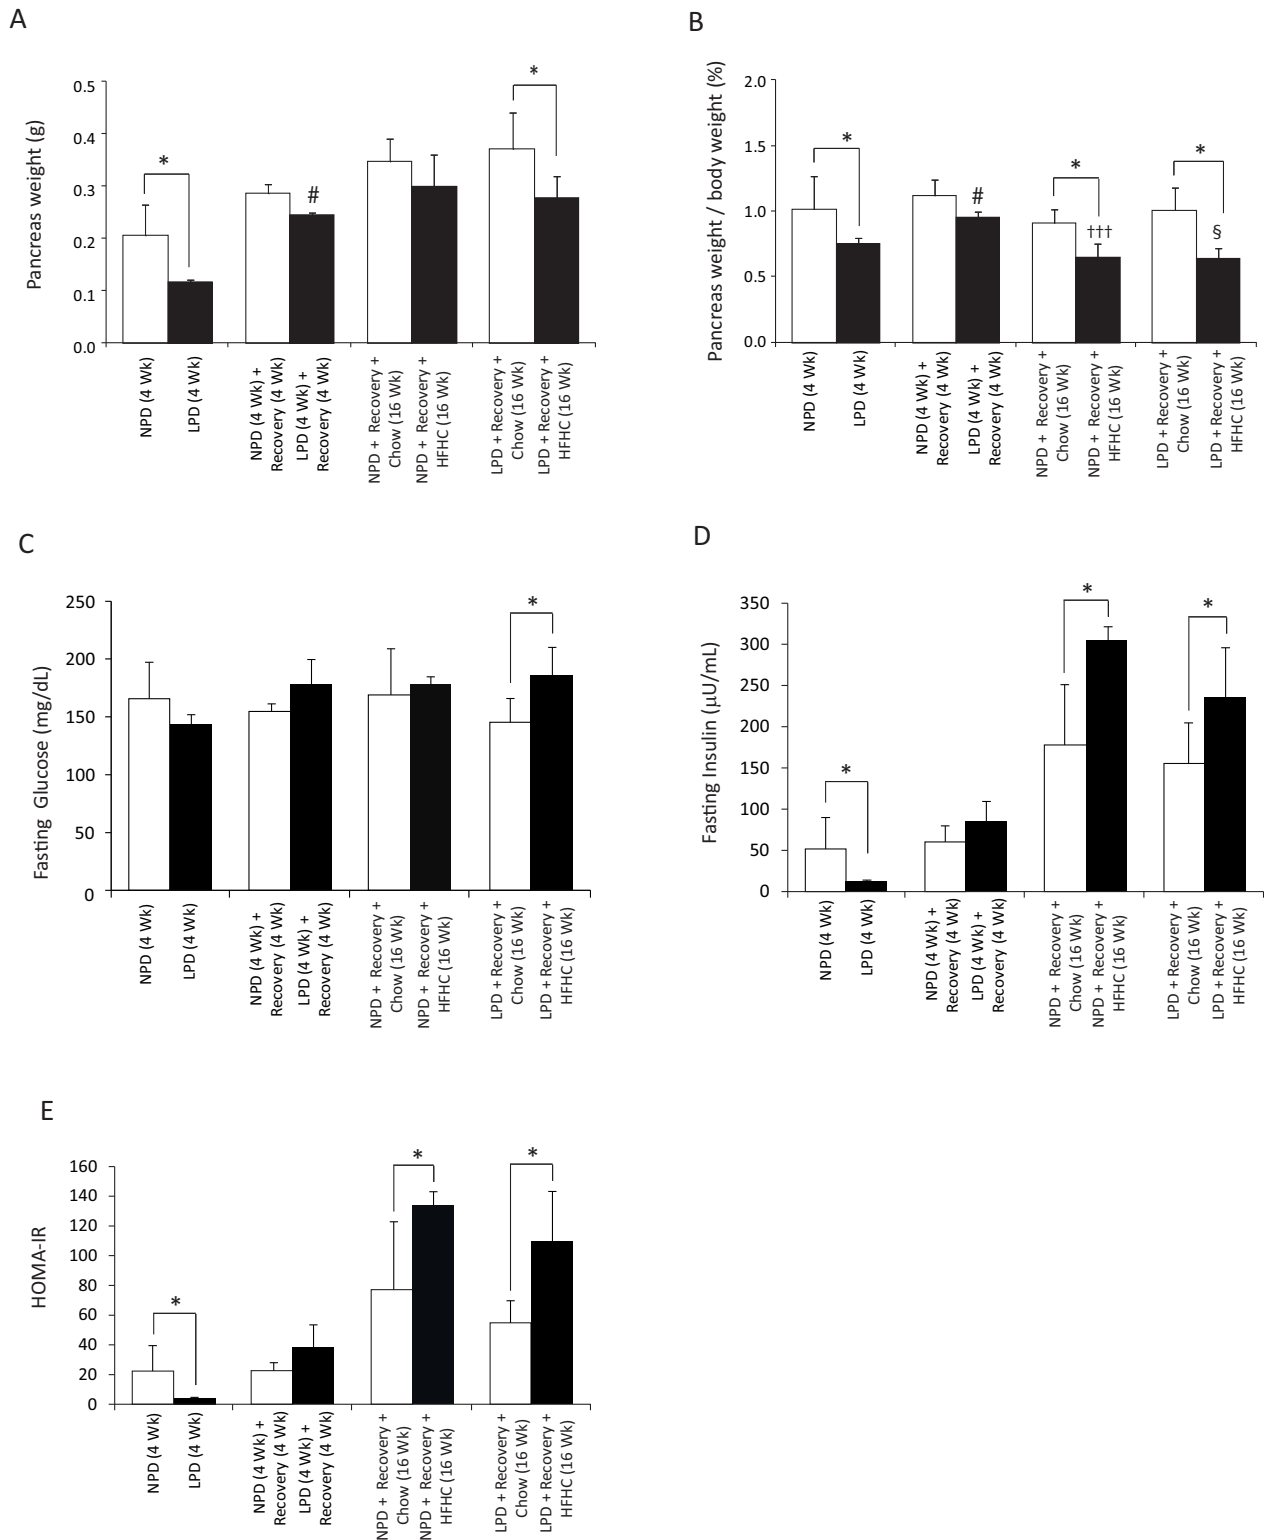 A
Pancreas weight (g)
0.5
0.4
0.3
0.2
0.1
0.0
*
#
*
NPD (4 Wk)
LPD (4 Wk)
NPD (4 Wk) +
Recovery (4 Wk)
LPD (4 Wk) +
Recovery (4 Wk)
NPD + Recovery +
Chow (16 Wk)
NPD + Recovery +
HFHC (16 Wk)
LPD + Recovery +
Chow (16 Wk)
LPD + Recovery +
HFHC (16 Wk)
B
Pancreas weight / body weight (%)
2.0
1.5
1.0
0.5
0.0
*
#
*
†††
*
§
NPD (4 Wk)
LPD (4 Wk)
NPD (4 Wk) +
Recovery (4 Wk)
LPD (4 Wk) +
Recovery (4 Wk)
NPD + Recovery +
Chow (16 Wk)
NPD + Recovery +
HFHC (16 Wk)
LPD + Recovery +
Chow (16 Wk)
LPD + Recovery +
HFHC (16 Wk)
C
Fasting Glucose (mg/dL)
250
200
150
100
50
0
*
NPD (4 Wk)
LPD (4 Wk)
NPD (4 Wk) +
Recovery (4 Wk)
LPD (4 Wk) +
Recovery (4 Wk)
NPD + Recovery +
Chow (16 Wk)
NPD + Recovery +
HFHC (16 Wk)
LPD + Recovery +
Chow (16 Wk)
LPD + Recovery +
HFHC (16 Wk)
D
Fasting Insulin (µU/mL)
350
300
250
200
150
100
50
0
*
*
*
NPD (4 Wk)
LPD (4 Wk)
NPD (4 Wk) +
Recovery (4 Wk)
LPD (4 Wk) +
Recovery (4 Wk)
NPD + Recovery +
Chow (16 Wk)
NPD + Recovery +
HFHC (16 Wk)
LPD + Recovery +
Chow (16 Wk)
LPD + Recovery +
HFHC (16 Wk)
E
HOMA-IR
160
140
120
100
80
60
40
20
0
*
*
*
NPD (4 Wk)
LPD (4 Wk)
NPD (4 Wk) +
Recovery (4 Wk)
LPD (4 Wk) +
Recovery (4 Wk)
NPD + Recovery +
Chow (16 Wk)
NPD + Recovery +
HFHC (16 Wk)
LPD + Recovery +
Chow (16 Wk)
LPD + Recovery +
HFHC (16 Wk)